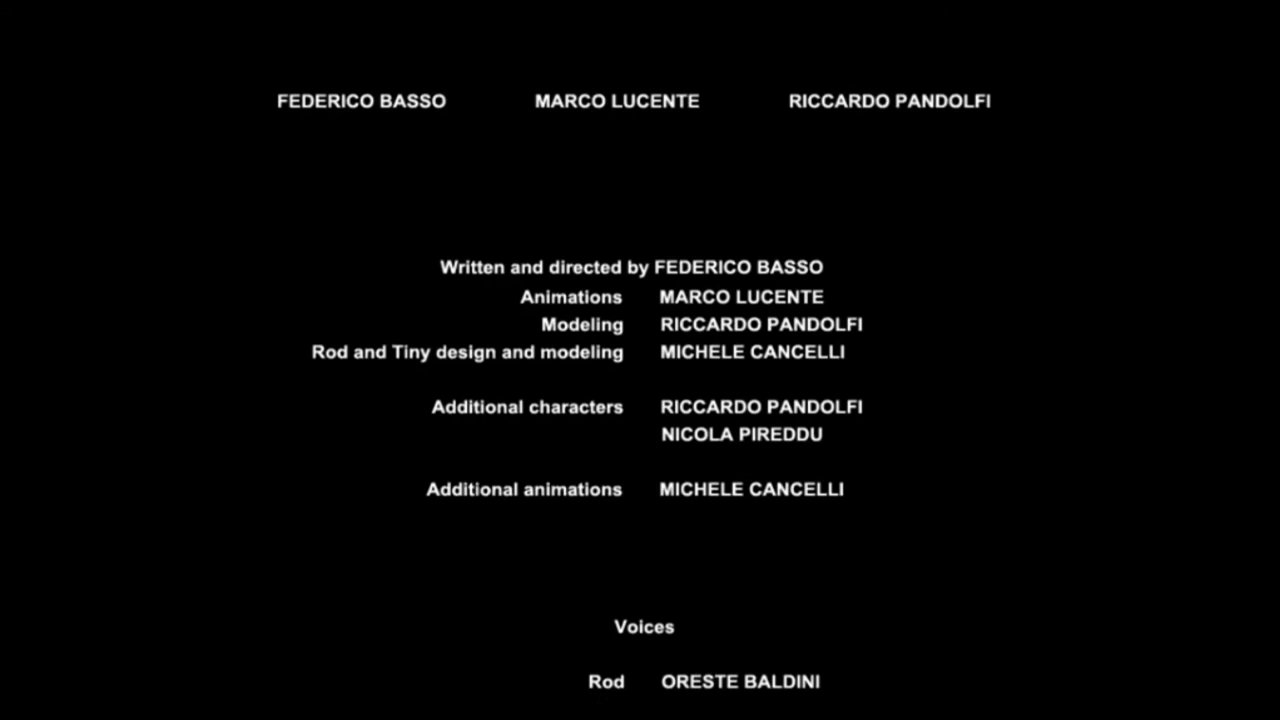 FEDERICO BASSO MARCO LUCENTE RICCARDO PANDOLFI
Written and directed by FEDERICO BASSO
Animations MARCO LUCENTE
Modeling RICCARDO PANDOLFI
Rod and Tiny design and modeling MICHELE CANCELLI
Additional characters RICCARDO PANDOLFI
NICOLA PIREDDU
Additional animations MICHELE CANCELLI
Voices
Rod ORESTE BALDINI